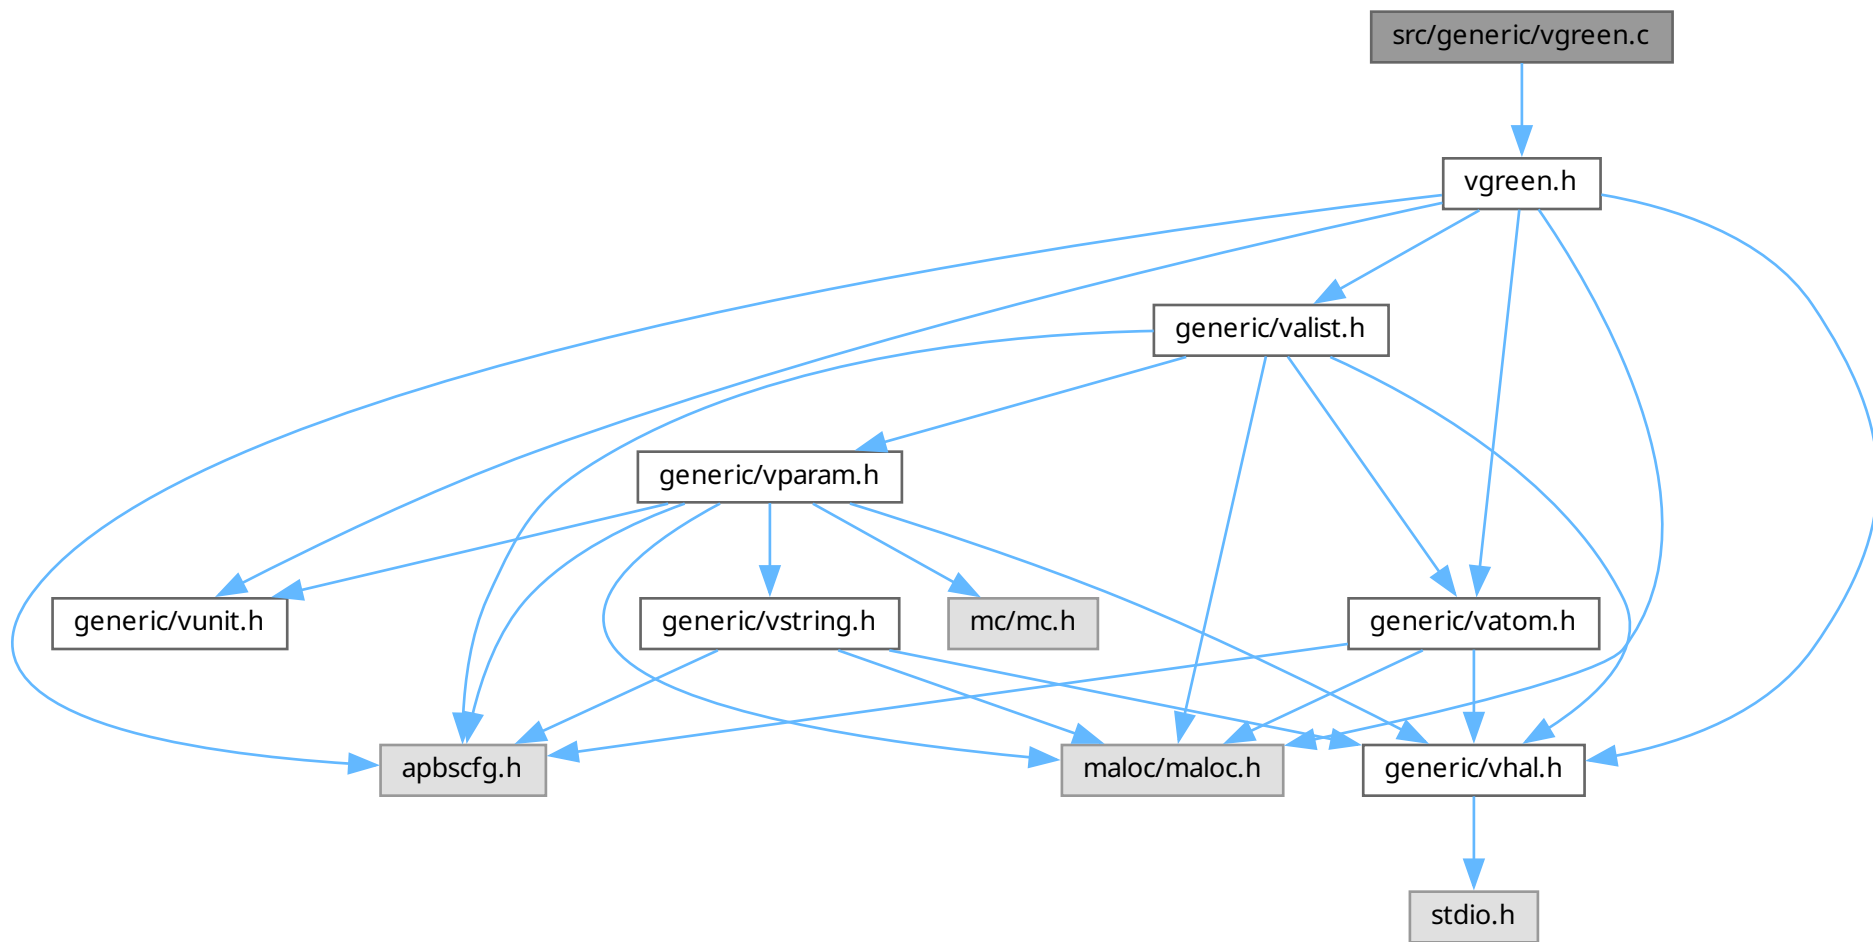 src/generic/vgreen.c
vgreen.h
generic/valist.h
generic/vparam.h
generic/vunit.h
generic/vstring.h
mc/mc.h
generic/vatom.h
apbscfg.h
maloc/maloc.h
generic/vhal.h
stdio.h